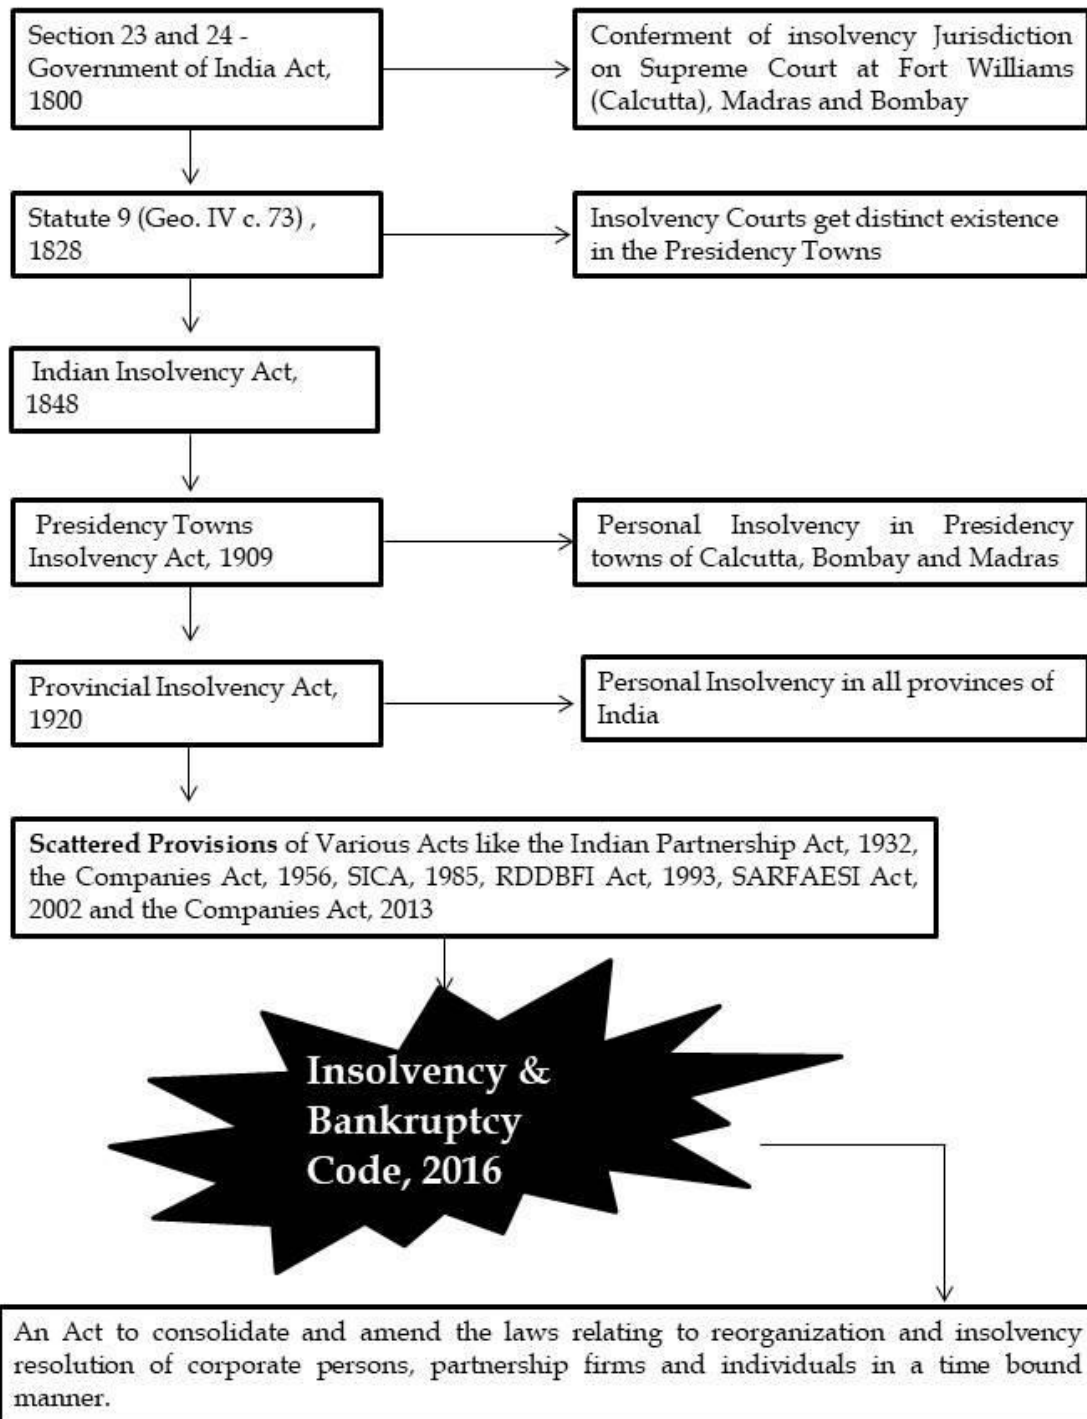 Section 23 and 24 -
Government of India Act,
1800
Conferment of insolvency Jurisdiction
on Supreme Court at Fort Williams
(Calcutta), Madras and Bombay
Statute 9 (Geo. IV c. 73) ,
1828
Insolvency Courts get distinct existence
in the Presidency Towns
Indian Insolvency Act,
1848
Presidency Towns
Insolvency Act, 1909
Personal Insolvency in Presidency
towns of Calcutta, Bombay and Madras
Provincial Insolvency Act,
1920
Personal Insolvency in all provinces of
India
Scattered Provisions of Various Acts like the Indian Partnership Act, 1932,
the Companies Act, 1956, SICA, 1985, RDDBFI Act, 1993, SARFAESI Act,
2002 and the Companies Act, 2013
Insolvency &
Bankruptcy
Code, 2016
An Act to consolidate and amend the laws relating to reorganization and insolvency
resolution of corporate persons, partnership firms and individuals in a time bound
manner.